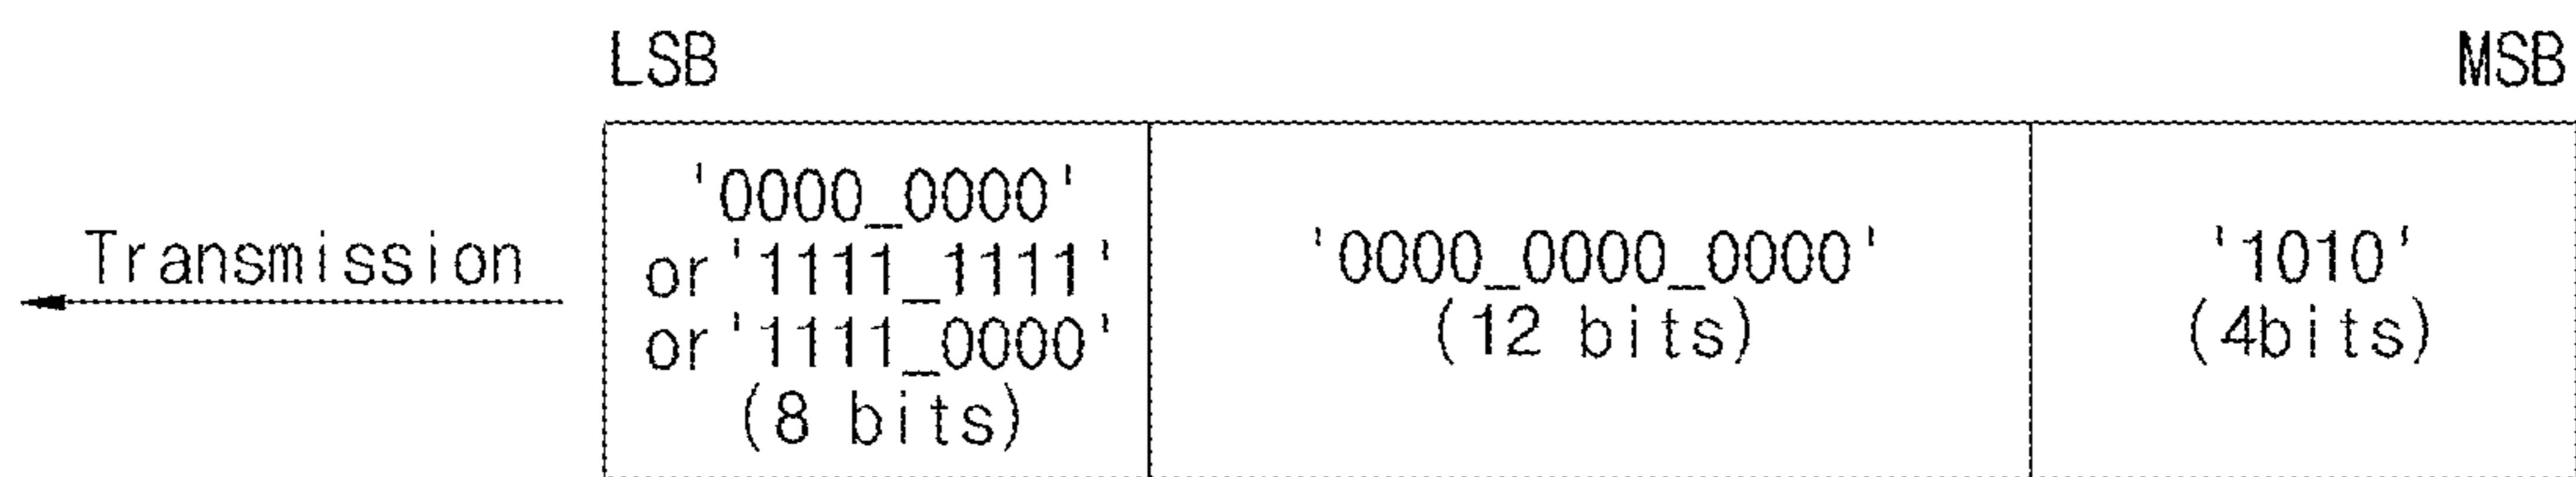 LSB
MSB
Transmission
'0000_0000'
or'1111_1111'
or'1111_0000'
(8 bits)
'0000_0000_0000'
(12 bits)
'1010'
(4bits)